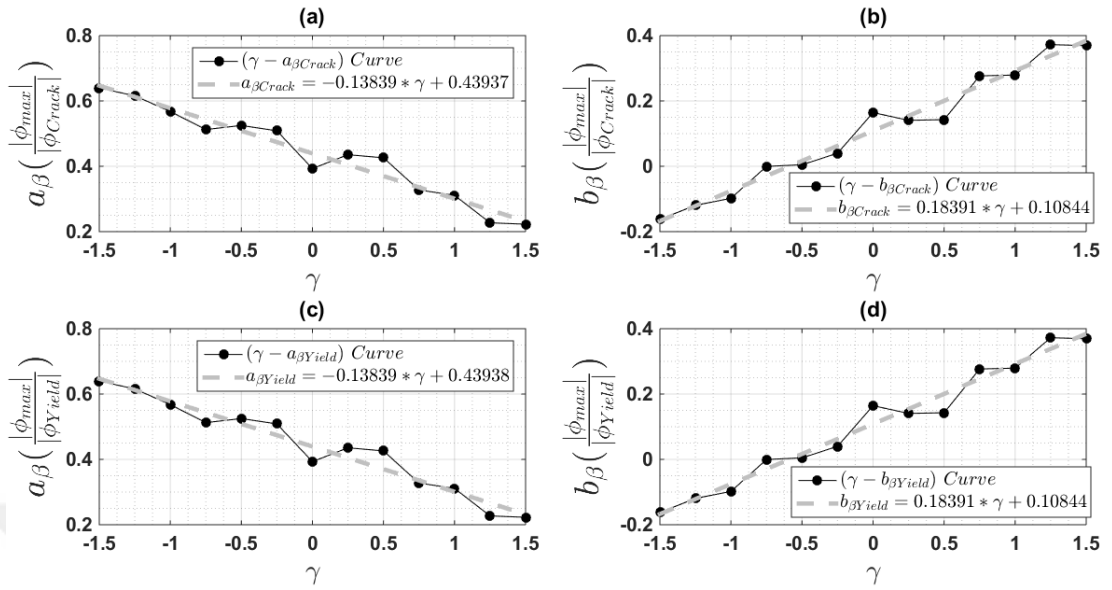 (a)
0.8
0.6
0.4
0.2
a_β(|ϕ_max|/|ϕ_Crack|)
(γ − a_βCrack) Curve
a_βCrack = −0.13839 * γ + 0.43937
-1.5 -1 -0.5 0 0.5 1 1.5
γ
(b)
0.4
0.2
0
-0.2
b_β(|ϕ_max|/|ϕ_Crack|)
(γ − b_βCrack) Curve
b_βCrack = 0.18391 * γ + 0.10844
-1.5 -1 -0.5 0 0.5 1 1.5
γ
(c)
0.8
0.6
0.4
0.2
a_β(|ϕ_max|/|ϕ_Yield|)
(γ − a_βYield) Curve
a_βYield = −0.13839 * γ + 0.43938
-1.5 -1 -0.5 0 0.5 1 1.5
γ
(d)
0.4
0.2
0
-0.2
b_β(|ϕ_max|/|ϕ_Yield|)
(γ − b_βYield) Curve
b_βYield = 0.18391 * γ + 0.10844
-1.5 -1 -0.5 0 0.5 1 1.5
γ